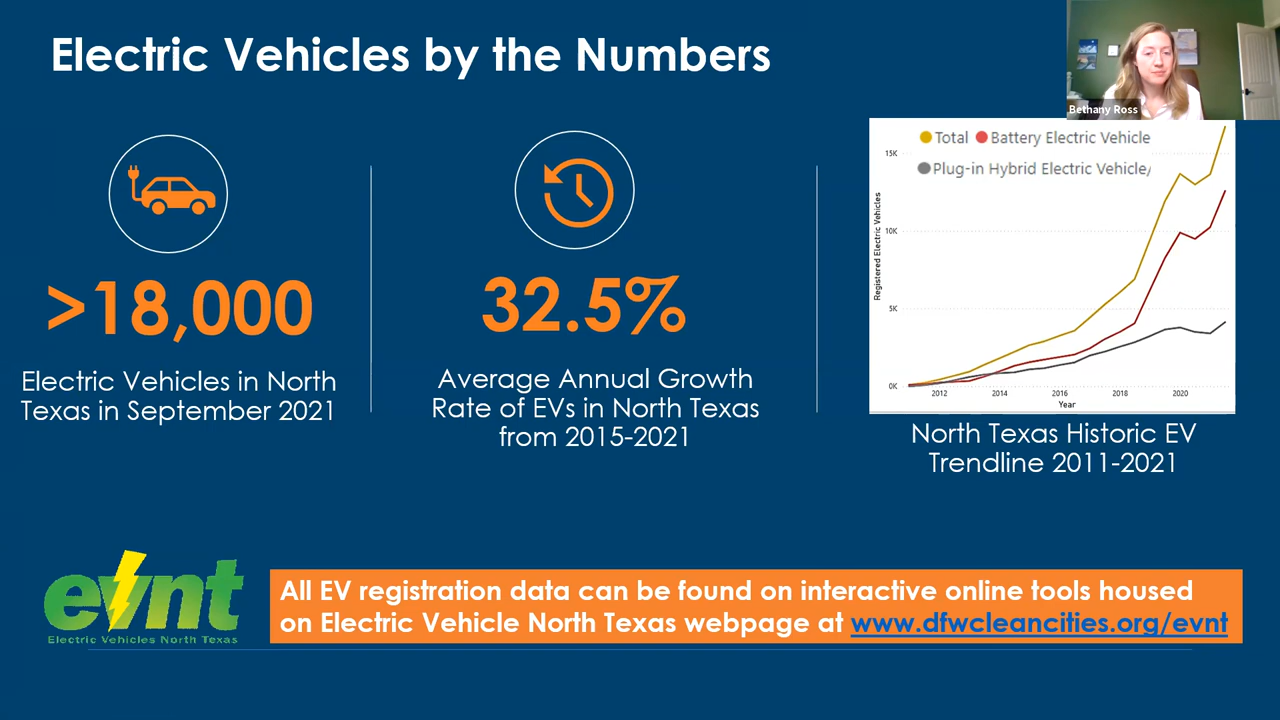 Electric Vehicles by the Numbers
Bethany Ross
>18,000
Electric Vehicles in North
Texas in September 2021
32.5%
Average Annual Growth
Rate of EVs in North Texas
from 2015-2021
Total Battery Electric Vehicle
Plug-in Hybrid Electric Vehicle/
15K
10K
5K
0K
Registered Electric Vehicles
2012 2014 2016 2018 2020
Year
North Texas Historic EV
Trendline 2011-2021
evnt
Electric Vehicles North Texas
All EV registration data can be found on interactive online tools housed
on Electric Vehicle North Texas webpage at www.dfwcleancities.org/evnt